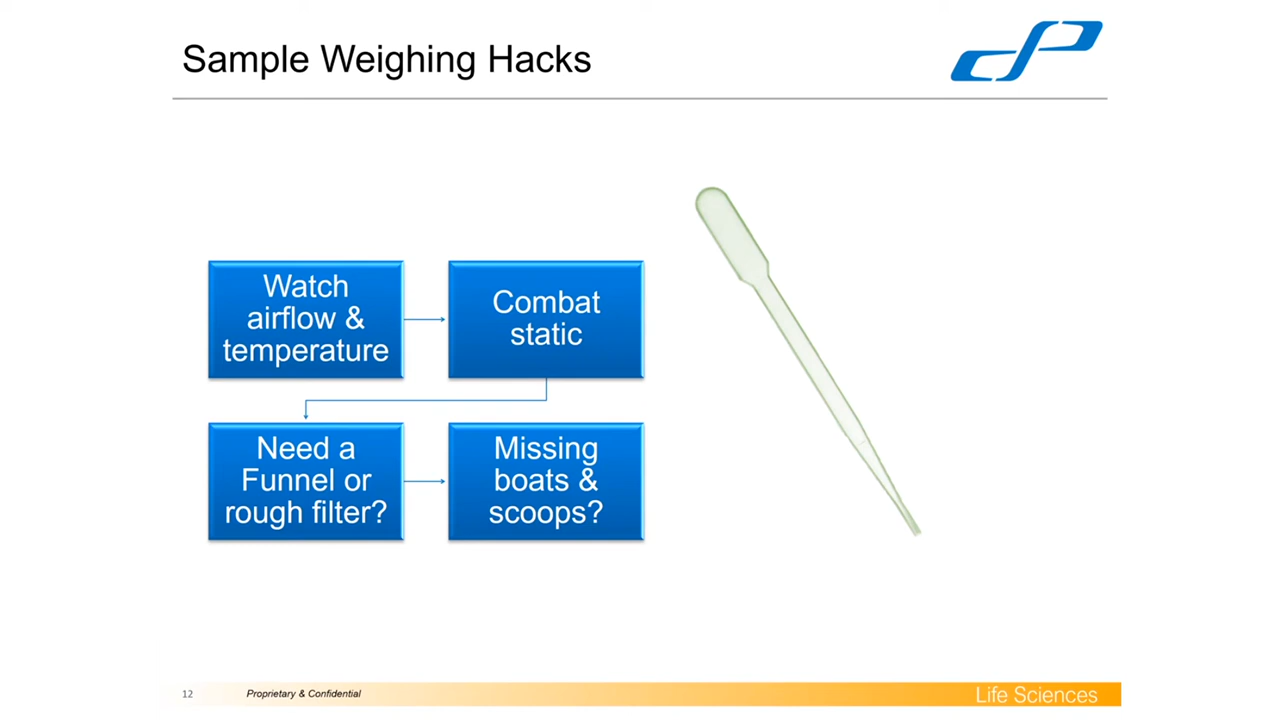 Sample Weighing Hacks
Watch
airflow &
temperature
Combat
static
Need a
Funnel or
rough filter?
Missing
boats &
scoops?
12
Proprietary & Confidential
Life Sciences